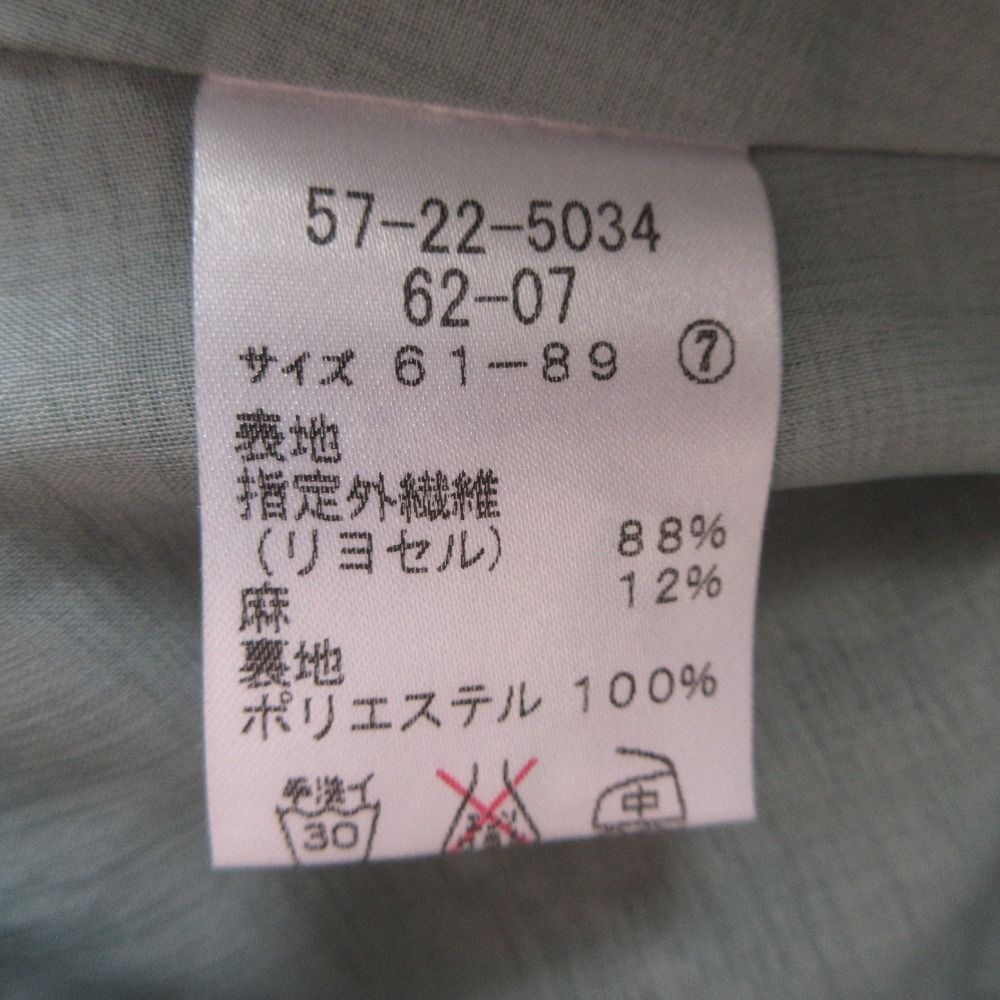 57-22-5034
62-07
サイズ 61-89 ⑦
表地
指定外繊維
(リヨセル) 88%
麻 12%
裏地
ポリエステル 100%
手洗イ
30
中